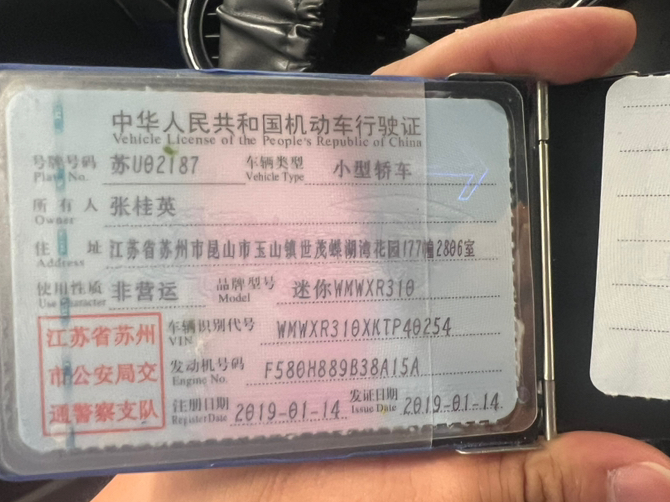 中华人民共和国机动车行驶证
Vehicle License of the People's Republic of China
号牌号码 苏U02T87 车辆类型 小型轿车
Plate No. Vehicle Type
所有人 张桂英
Owner
住址 江苏省苏州市昆山市玉山镇世茂蝶湖湾花园177幢2806室
Address
使用性质 非营运 品牌型号 迷你WMWXR310
Use Character Model
江苏省苏州
市公安局交
通警察支队
车辆识别代号 WMWXR310XKTP40254
VIN
发动机号码 F580H889B38A15A
Engine No.
注册日期 2019-01-14 发证日期 2019-01-14
Register Date Issue Date